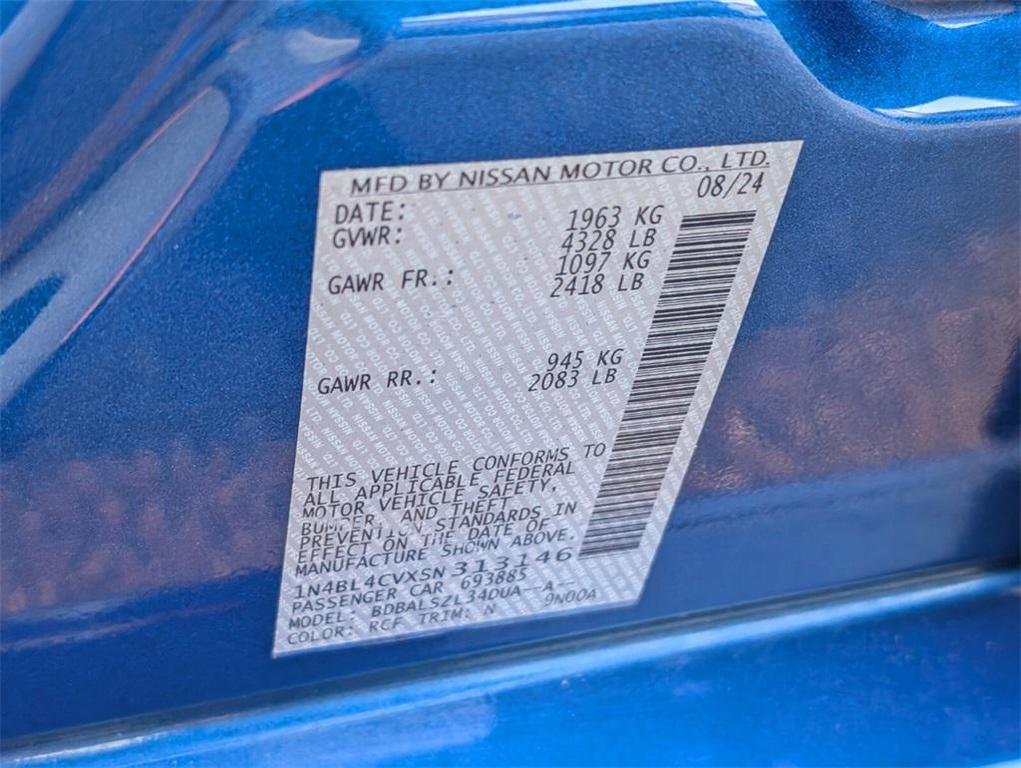 MFD BY NISSAN MOTOR CO., LTD.
DATE: 08/24
GVWR: 1963 KG
4328 LB
GAWR FR.: 1097 KG
2418 LB
GAWR RR.: 945 KG
2083 LB
THIS VEHICLE CONFORMS TO
ALL APPLICABLE FEDERAL
MOTOR VEHICLE SAFETY,
BUMPER, AND THEFT
PREVENTION STANDARDS IN
EFFECT ON THE DATE OF
MANUFACTURE SHOWN ABOVE.
1N4BL4CVXSN313146
PASSENGER CAR 693885
MODEL: BDBALSZL34DUA--A--
COLOR: RCF TRIM: N 9N00A